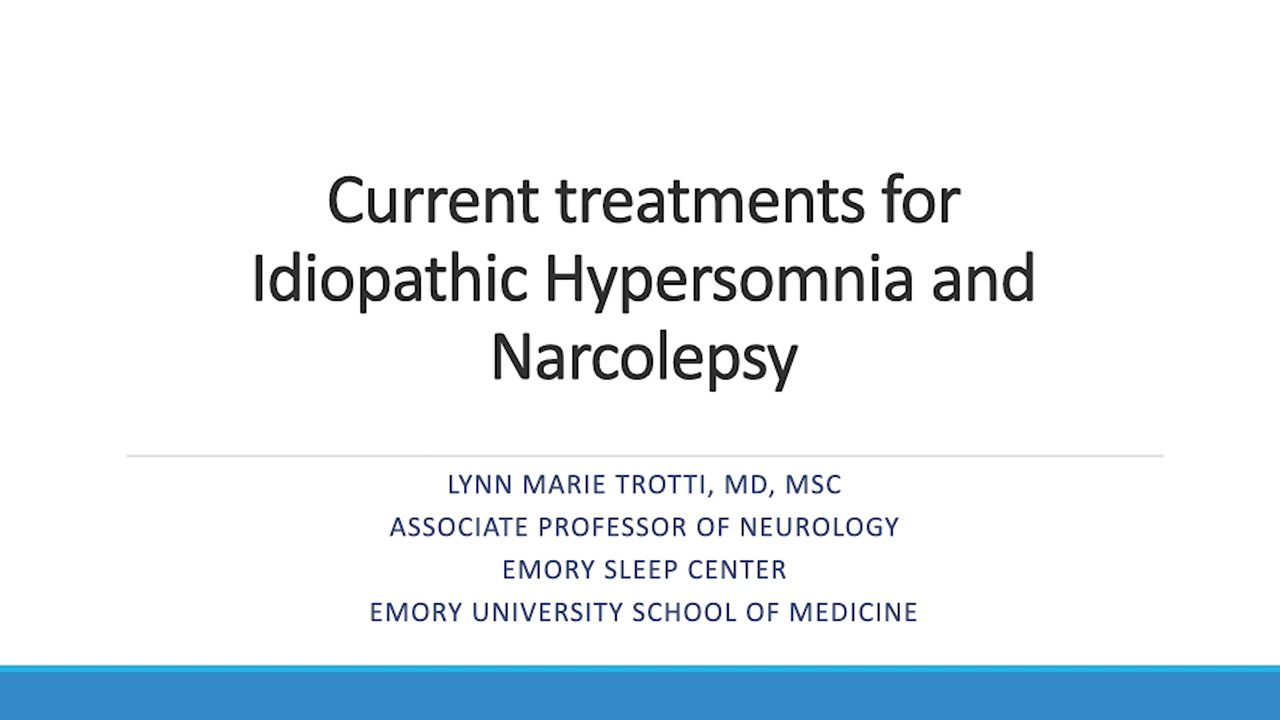 Current treatments for
Idiopathic Hypersomnia and
Narcolepsy
LYNN MARIE TROTTI, MD, MSC
ASSOCIATE PROFESSOR OF NEUROLOGY
EMORY SLEEP CENTER
EMORY UNIVERSITY SCHOOL OF MEDICINE